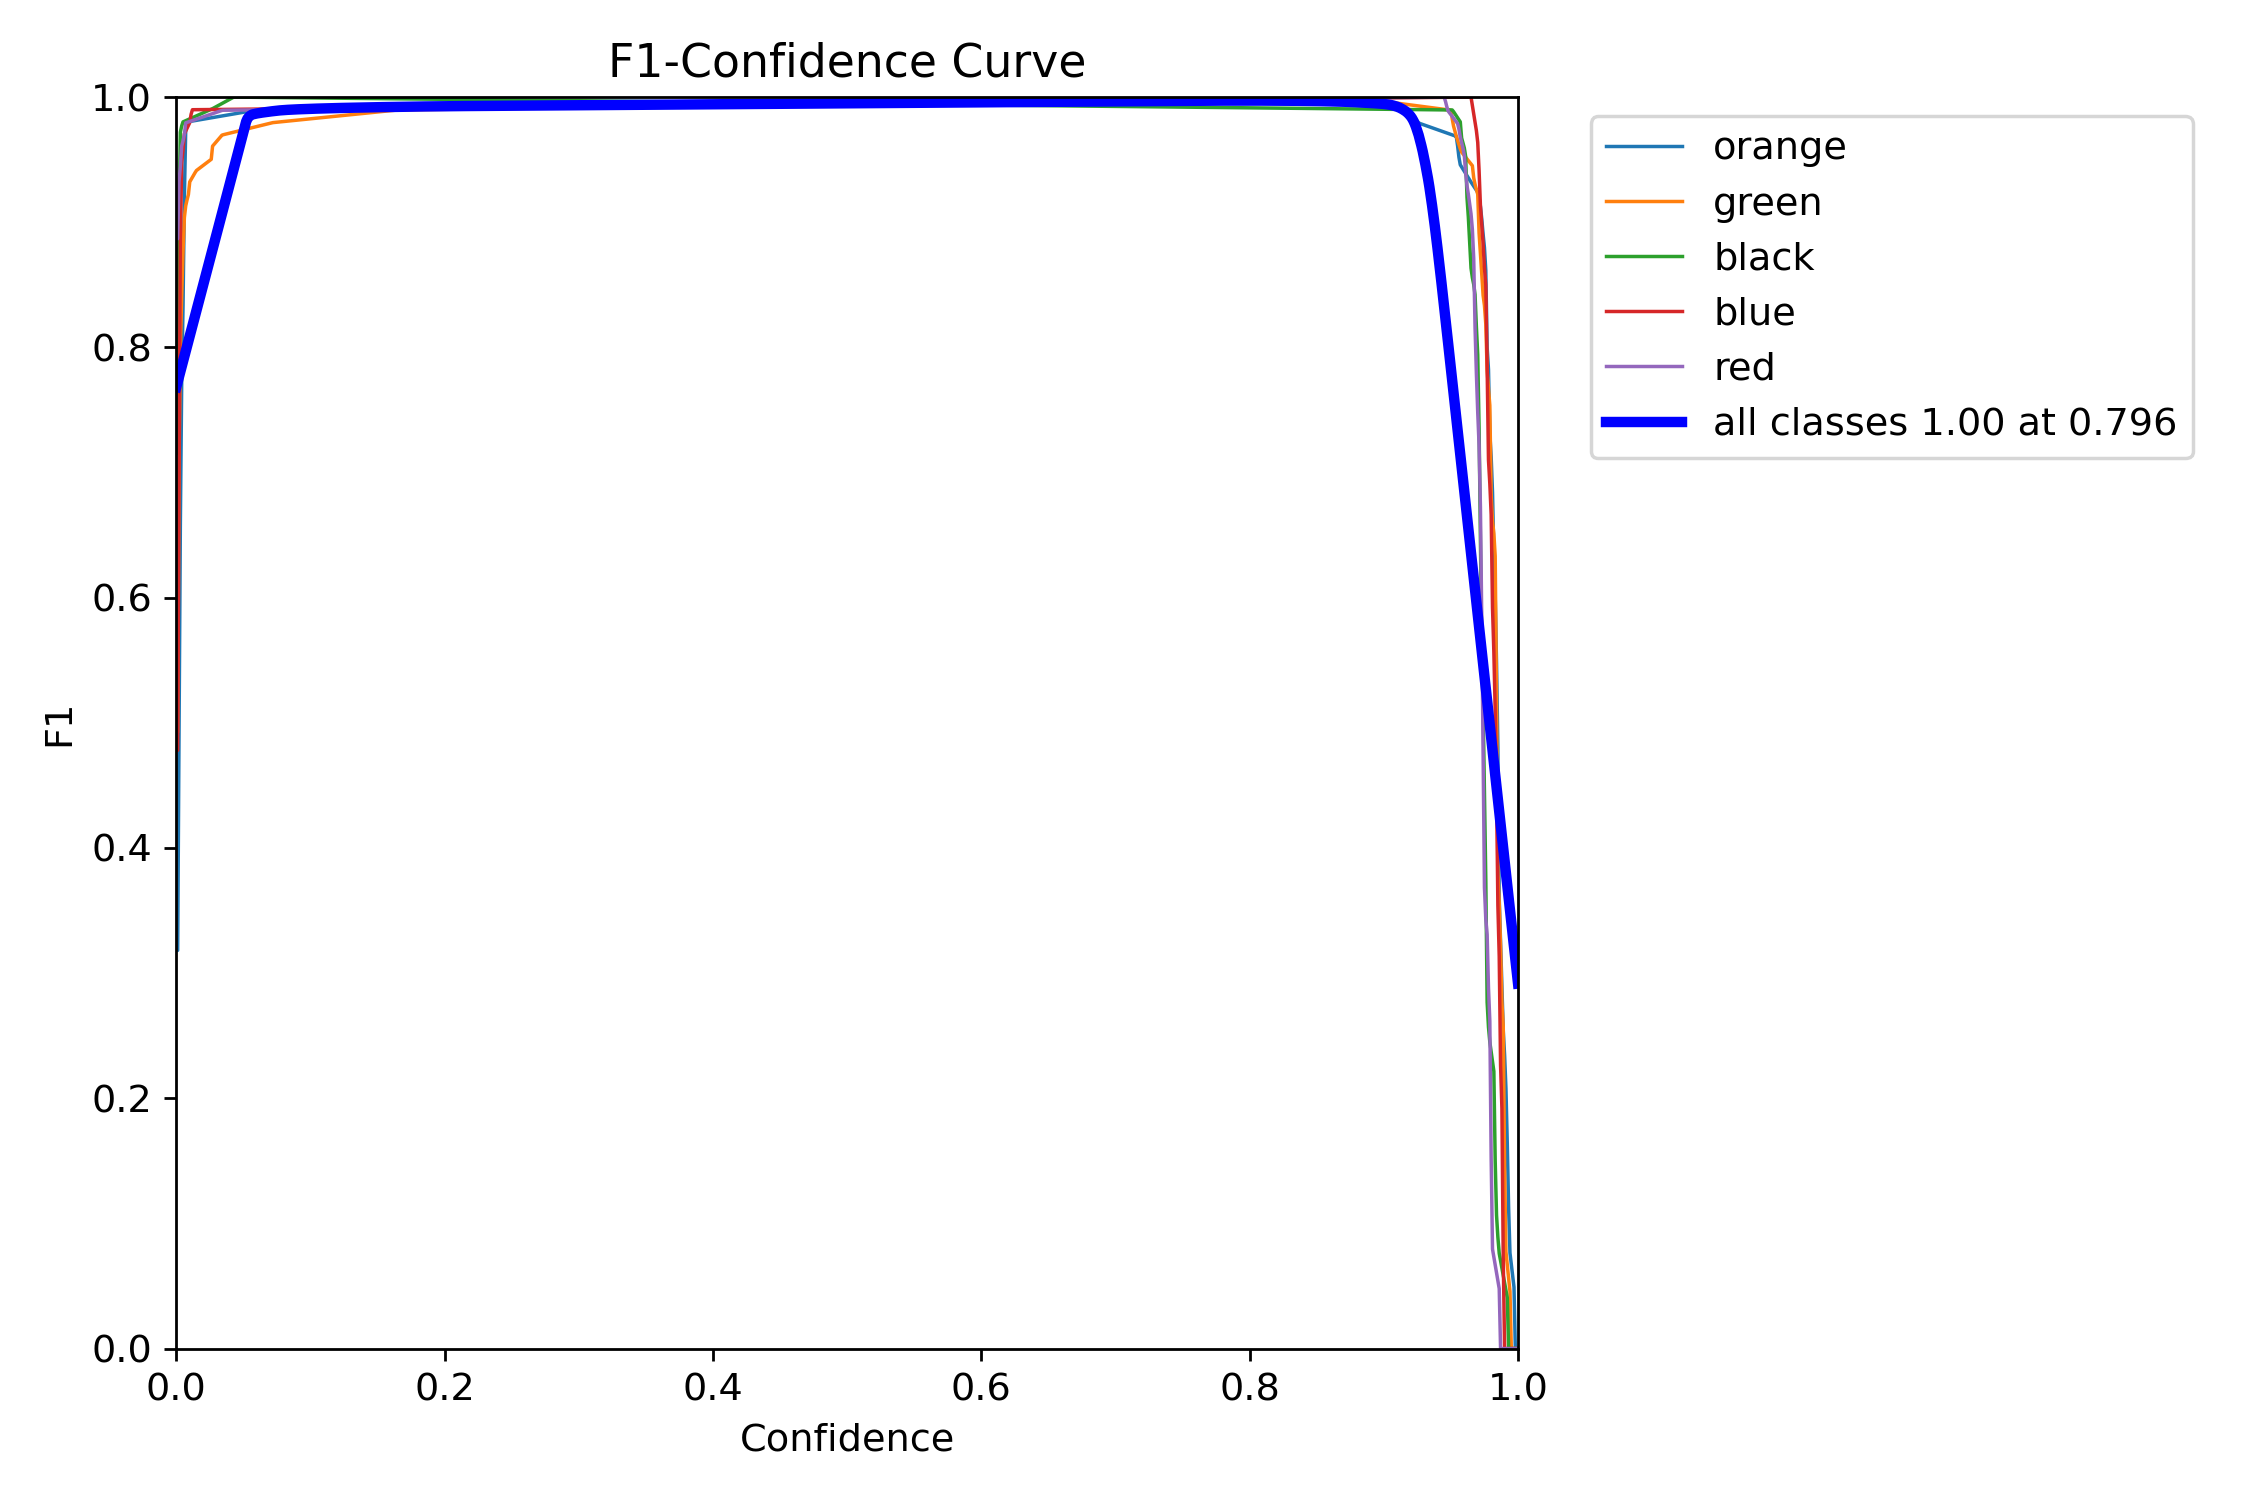 F1-Confidence Curve
1.0
0.8
0.6
0.4
0.2
0.0
F1
0.0 0.2 0.4 0.6 0.8 1.0
Confidence
orange
green
black
blue
red
all classes 1.00 at 0.796